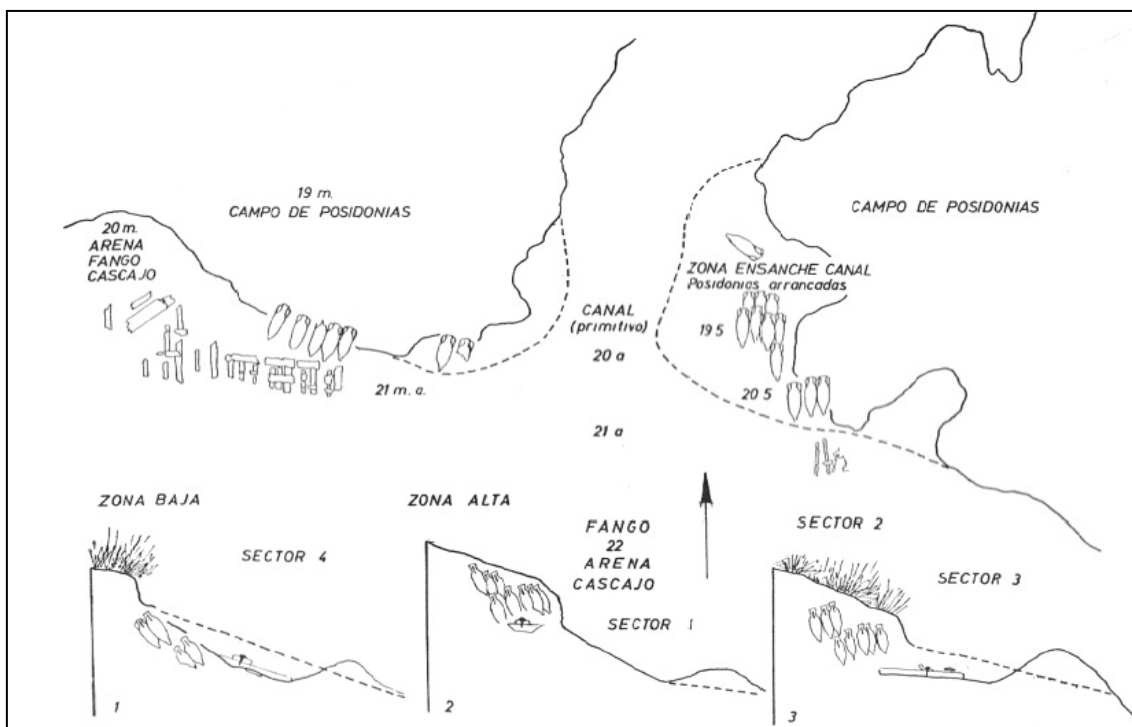 19 m.
CAMPO DE POSIDONIAS
20 m.
ARENA
FANGO
CASCAJO
CAMPO DE POSIDONIAS
ZONA ENSANCHE CANAL
Posidonias arrancadas
CANAL
(primitivo)
19 5
20 a
21 m. a.
20 5
21 a
ZONA BAJA
SECTOR 4
ZONA ALTA
FANGO
22
ARENA
CASCAJO
SECTOR 1
SECTOR 2
SECTOR 3
1
2
3